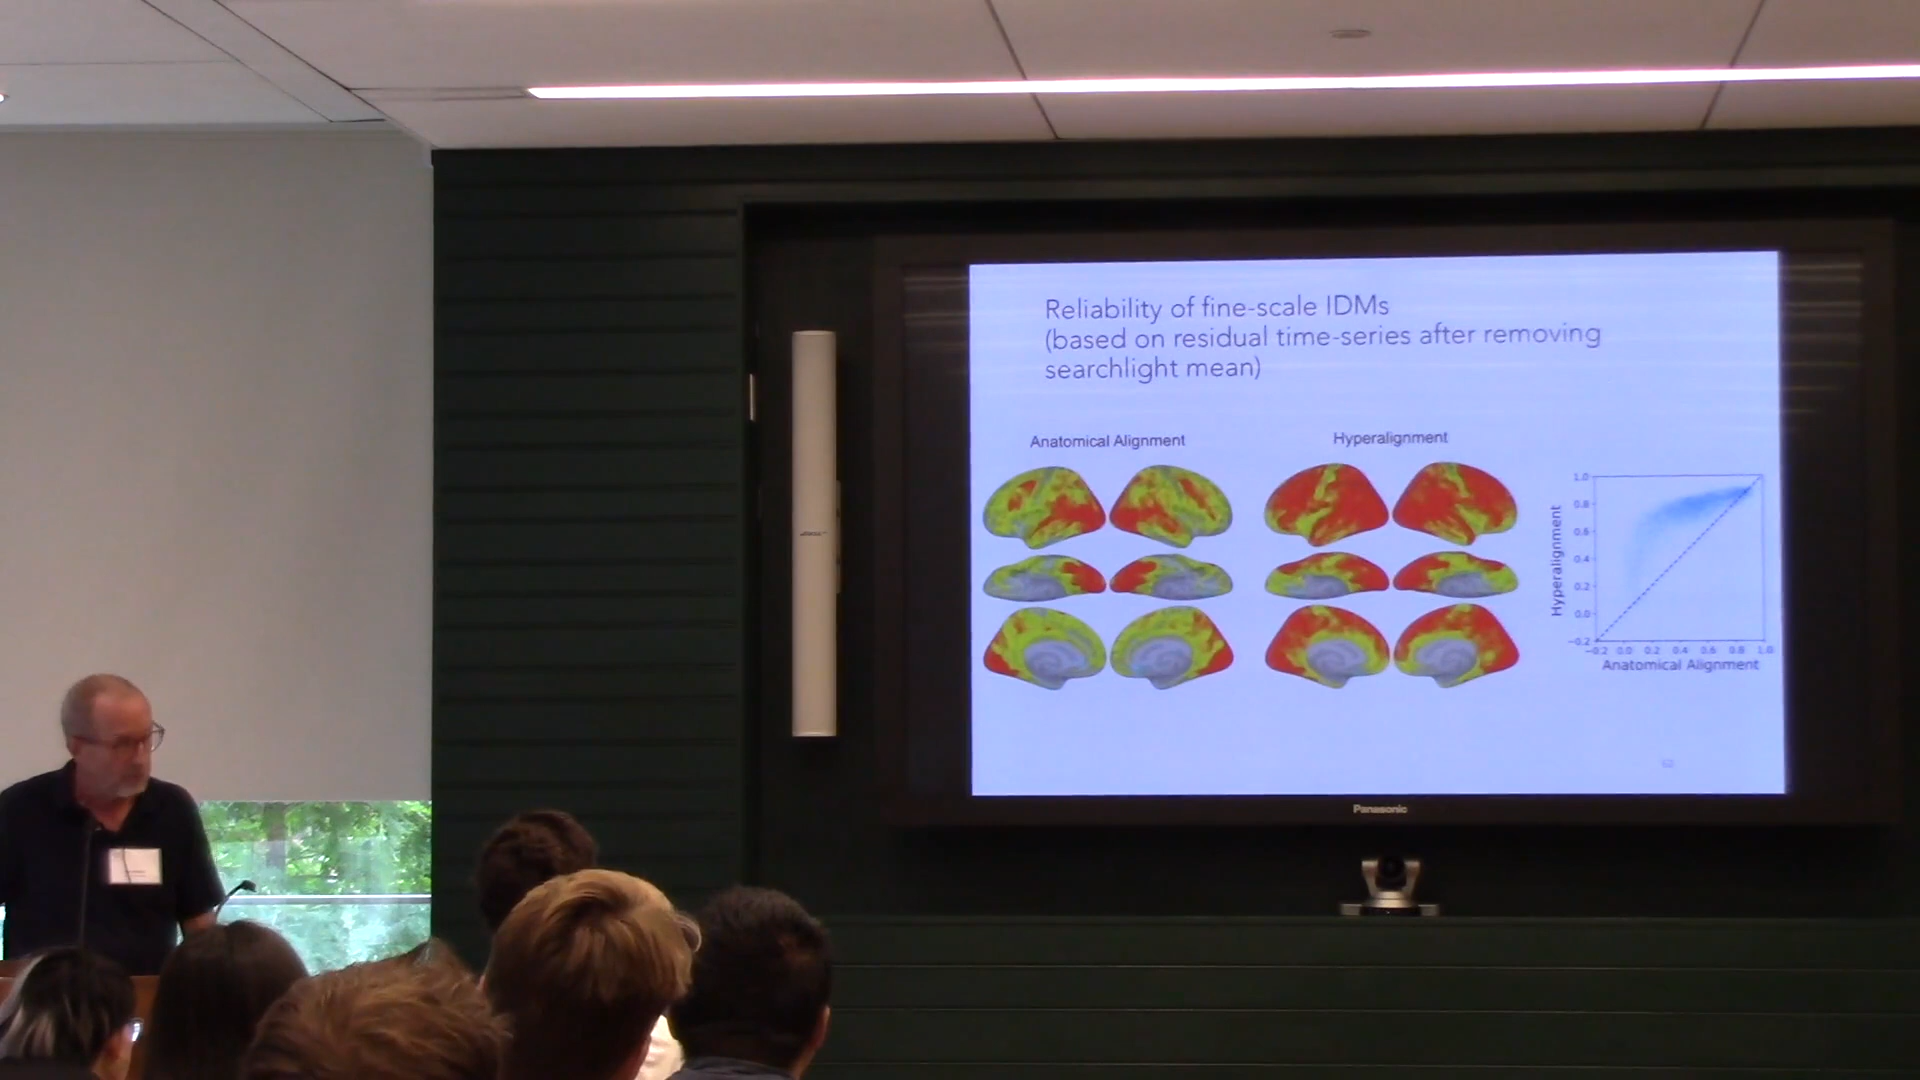 Reliability of fine-scale IDMs
(based on residual time-series after removing
searchlight mean)
Anatomical Alignment
Hyperalignment
Hyperalignment
1.0
0.8
0.6
0.4
0.2
0.0
−0.2
−0.2 0.0 0.2 0.4 0.6 0.8 1.0
Anatomical Alignment
Panasonic